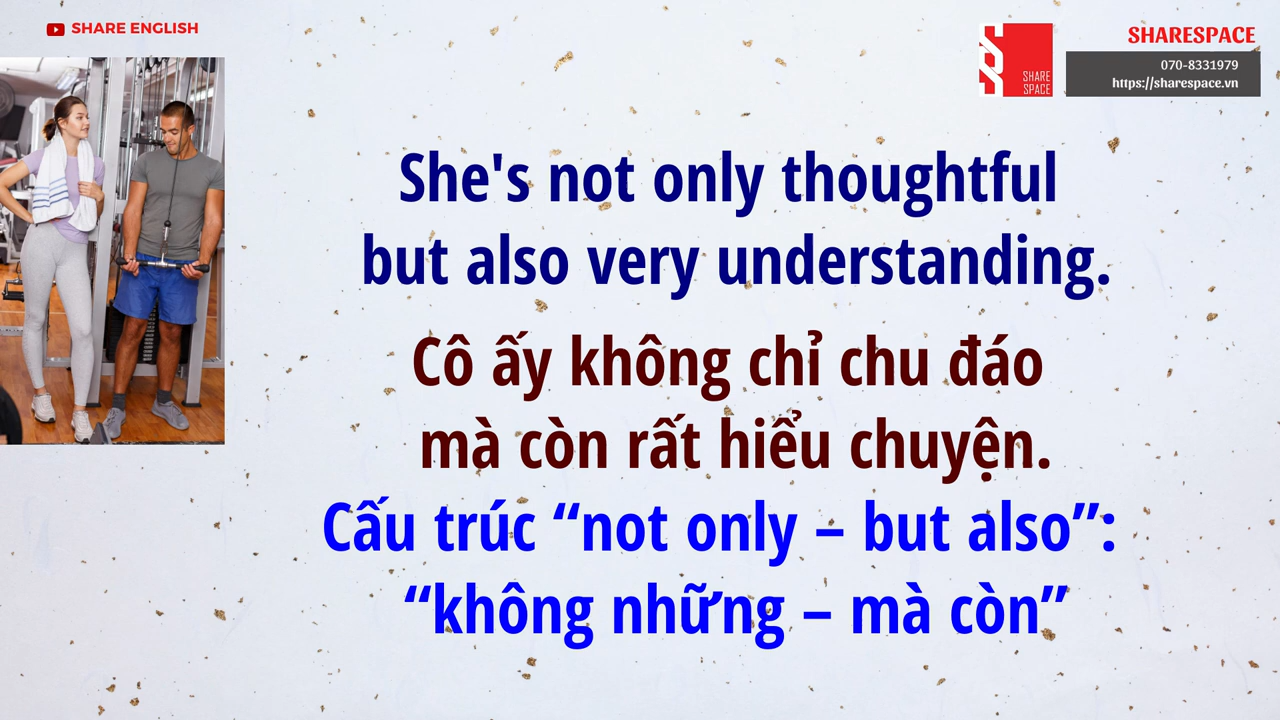 SHARE ENGLISH
SHARESPACE
070-8331979
https://sharespace.vn
SHARE
SPACE
She's not only thoughtful
but also very understanding.
Cô ấy không chỉ chu đáo
mà còn rất hiểu chuyện.
Cấu trúc “not only – but also”:
“không những – mà còn”